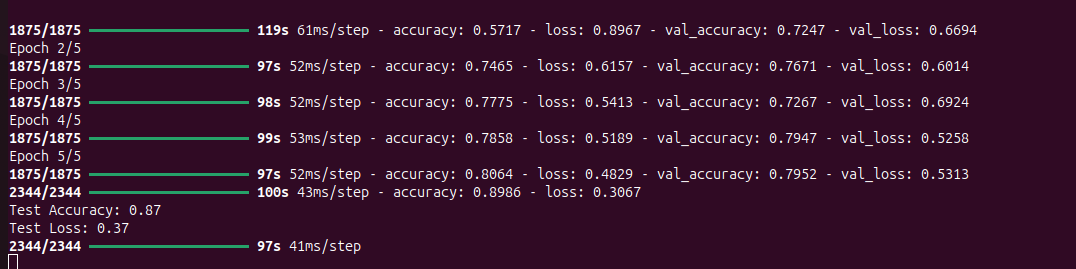 1875/1875 ━━━━━━━━━━━━━━━━━━━━ 119s 61ms/step - accuracy: 0.5717 - loss: 0.8967 - val_accuracy: 0.7247 - val_loss: 0.6694
Epoch 2/5
1875/1875 ━━━━━━━━━━━━━━━━━━━━ 97s 52ms/step - accuracy: 0.7465 - loss: 0.6157 - val_accuracy: 0.7671 - val_loss: 0.6014
Epoch 3/5
1875/1875 ━━━━━━━━━━━━━━━━━━━━ 98s 52ms/step - accuracy: 0.7775 - loss: 0.5413 - val_accuracy: 0.7267 - val_loss: 0.6924
Epoch 4/5
1875/1875 ━━━━━━━━━━━━━━━━━━━━ 99s 53ms/step - accuracy: 0.7858 - loss: 0.5189 - val_accuracy: 0.7947 - val_loss: 0.5258
Epoch 5/5
1875/1875 ━━━━━━━━━━━━━━━━━━━━ 97s 52ms/step - accuracy: 0.8064 - loss: 0.4829 - val_accuracy: 0.7952 - val_loss: 0.5313
2344/2344 ━━━━━━━━━━━━━━━━━━━━ 100s 43ms/step - accuracy: 0.8986 - loss: 0.3067
Test Accuracy: 0.87
Test Loss: 0.37
2344/2344 ━━━━━━━━━━━━━━━━━━━━ 97s 41ms/step